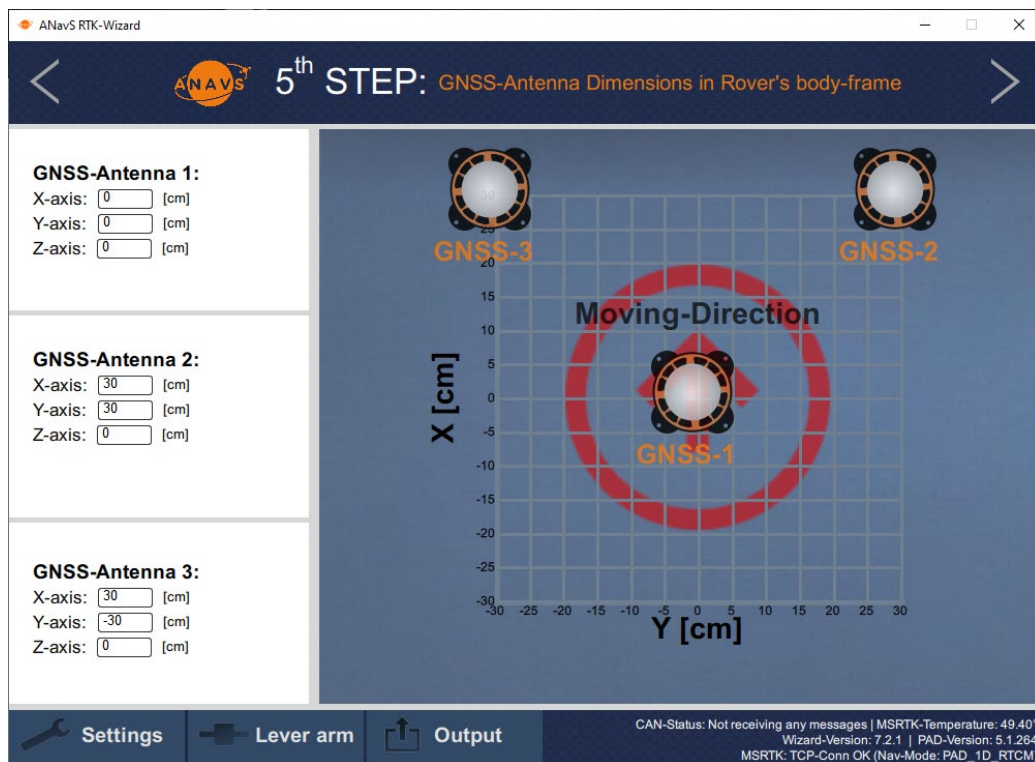 ANavS RTK-Wizard
ANAVS
5th STEP: GNSS-Antenna Dimensions in Rover's body-frame
GNSS-Antenna 1:
X-axis: 0 [cm]
Y-axis: 0 [cm]
Z-axis: 0 [cm]
GNSS-Antenna 2:
X-axis: 30 [cm]
Y-axis: 30 [cm]
Z-axis: 0 [cm]
GNSS-Antenna 3:
X-axis: 30 [cm]
Y-axis: -30 [cm]
Z-axis: 0 [cm]
GNSS-3
GNSS-2
Moving-Direction
GNSS-1
X [cm]
30
25
20
15
10
5
0
-5
-10
-15
-20
-25
-30
-30 -25 -20 -15 -10 -5 0 5 10 15 20 25 30
Y [cm]
Settings
Lever arm
Output
CAN-Status: Not receiving any messages | MSRTK-Temperature: 49.40°
Wizard-Version: 7.2.1 | PAD-Version: 5.1.264
MSRTK: TCP-Conn OK (Nav-Mode: PAD_1D_RTCM)